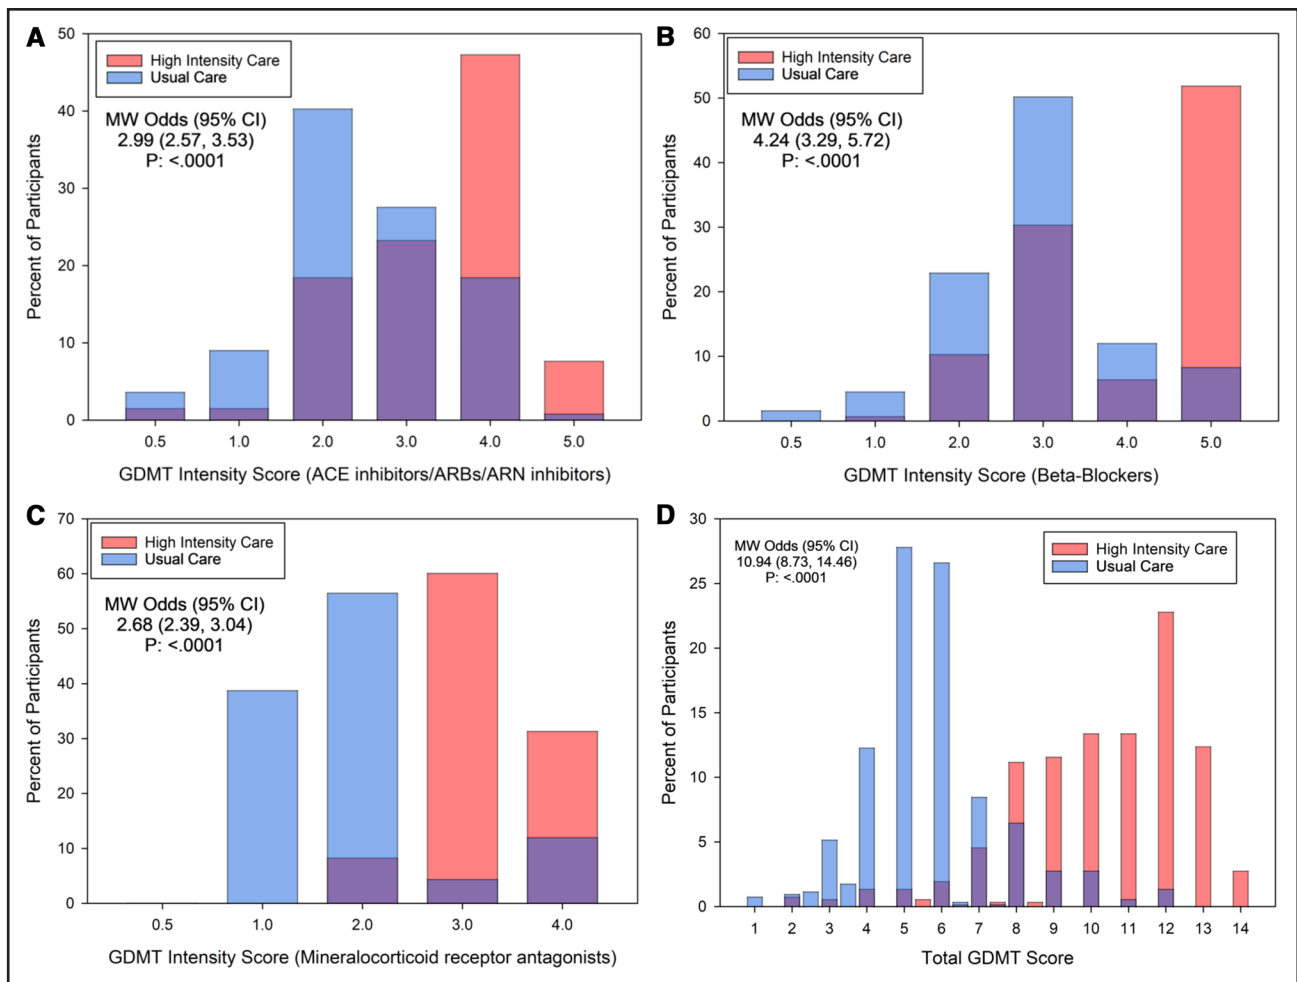 A
50
40
30
20
10
0
Percent of Participants
High Intensity Care
Usual Care
MW Odds (95% CI)
2.99 (2.57, 3.53)
P: <.0001
0.5 1.0 2.0 3.0 4.0 5.0
GDMT Intensity Score (ACE inhibitors/ARBs/ARN inhibitors)
B
60
50
40
30
20
10
0
Percent of Participants
High Intensity Care
Usual Care
MW Odds (95% CI)
4.24 (3.29, 5.72)
P: <.0001
0.5 1.0 2.0 3.0 4.0 5.0
GDMT Intensity Score (Beta-Blockers)
C
70
60
50
40
30
20
10
0
Percent of Participants
High Intensity Care
Usual Care
MW Odds (95% CI)
2.68 (2.39, 3.04)
P: <.0001
0.5 1.0 2.0 3.0 4.0
GDMT Intensity Score (Mineralocorticoid receptor antagonists)
D
30
25
20
15
10
5
0
Percent of Participants
MW Odds (95% CI)
10.94 (8.73, 14.46)
P: <.0001
High Intensity Care
Usual Care
1 2 3 4 5 6 7 8 9 10 11 12 13 14
Total GDMT Score